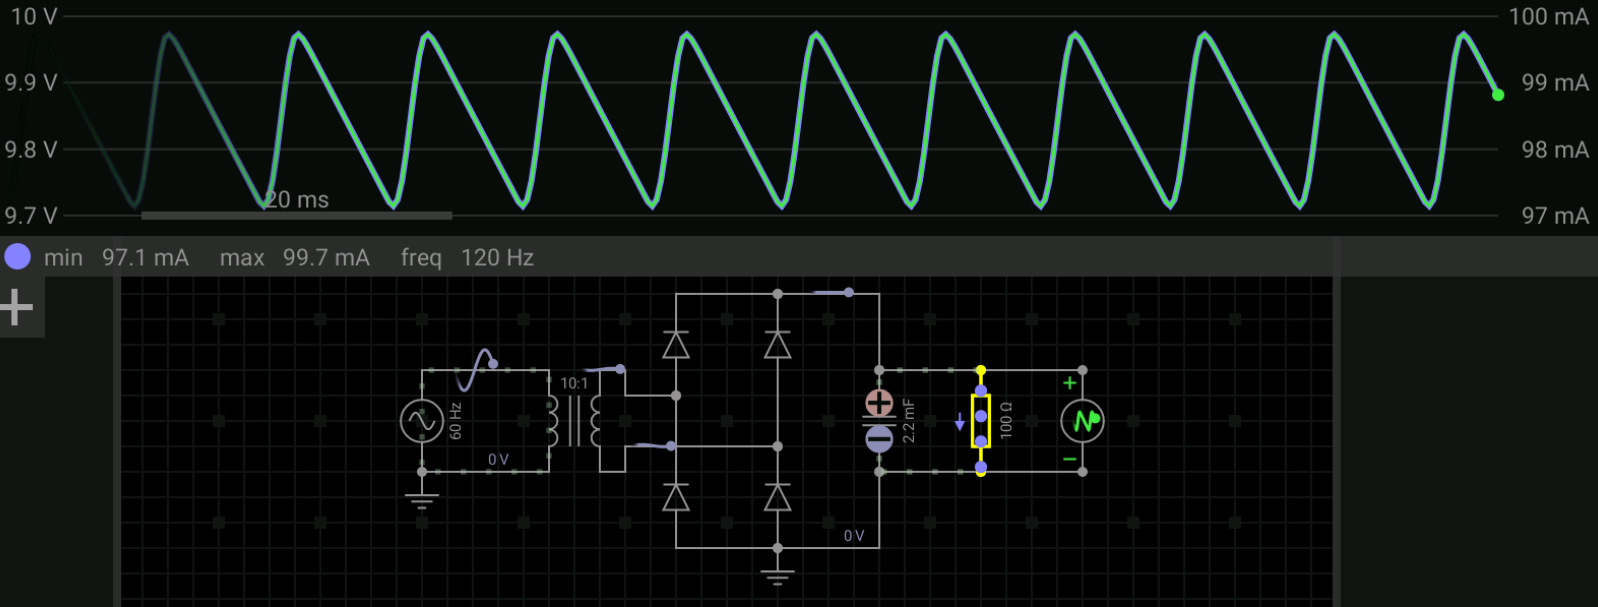 10 V 100 mA
9.9 V 99 mA
9.8 V 98 mA
20 ms
9.7 V 97 mA
min 97.1 mA max 99.7 mA freq 120 Hz
+
10:1
60 Hz
0 V
2.2 mF
100 Ω
+
−
0 V